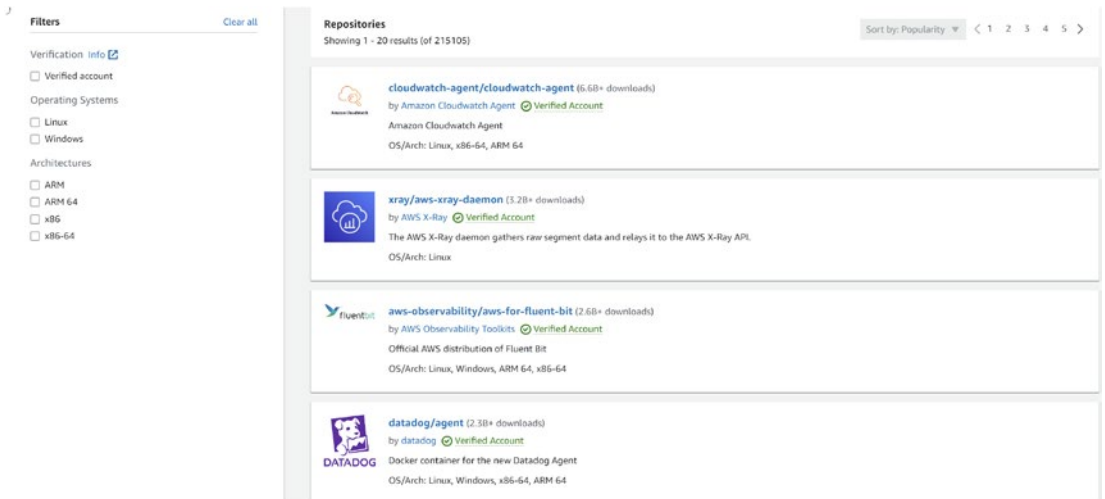 Filters
Clear all
Verification Info
Verified account
Operating Systems
Linux
Windows
Architectures
ARM
ARM 64
x86
x86-64
Repositories
Showing 1 - 20 results (of 215105)
Sort by: Popularity
1 2 3 4 5
cloudwatch-agent/cloudwatch-agent (6.6B+ downloads)
by Amazon Cloudwatch Agent Verified Account
Amazon Cloudwatch Agent
OS/Arch: Linux, x86-64, ARM 64
Amazon Cloudwatch
xray/aws-xray-daemon (3.2B+ downloads)
by AWS X-Ray Verified Account
The AWS X-Ray daemon gathers raw segment data and relays it to the AWS X-Ray API.
OS/Arch: Linux
fluentbit
aws-observability/aws-for-fluent-bit (2.6B+ downloads)
by AWS Observability Toolkits Verified Account
Official AWS distribution of Fluent Bit
OS/Arch: Linux, Windows, ARM 64, x86-64
DATADOG
datadog/agent (2.3B+ downloads)
by datadog Verified Account
Docker container for the new Datadog Agent
OS/Arch: Linux, Windows, x86-64, ARM 64